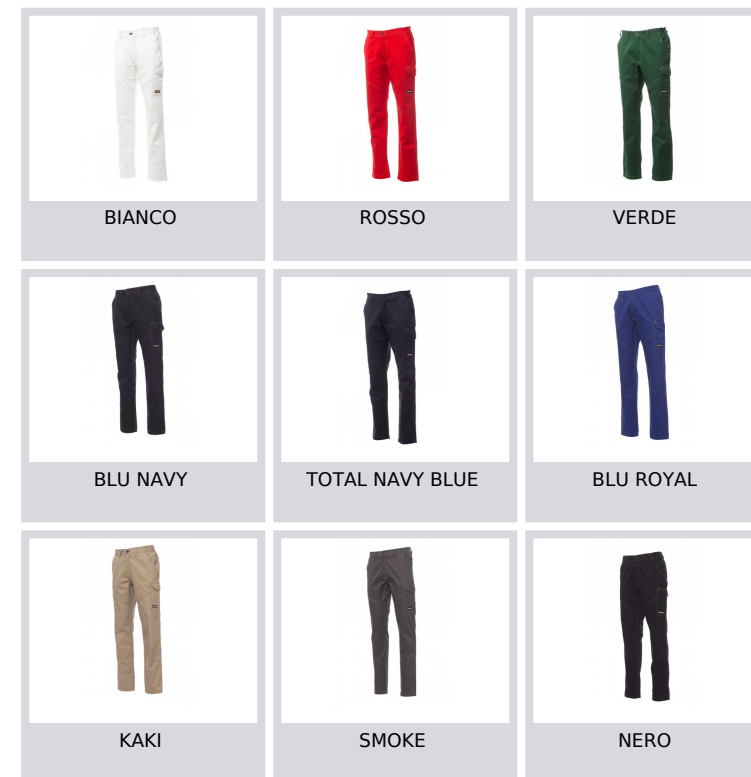 BIANCO
ROSSO
VERDE
BLU NAVY
TOTAL NAVY BLUE
BLU ROYAL
KAKI
SMOKE
NERO